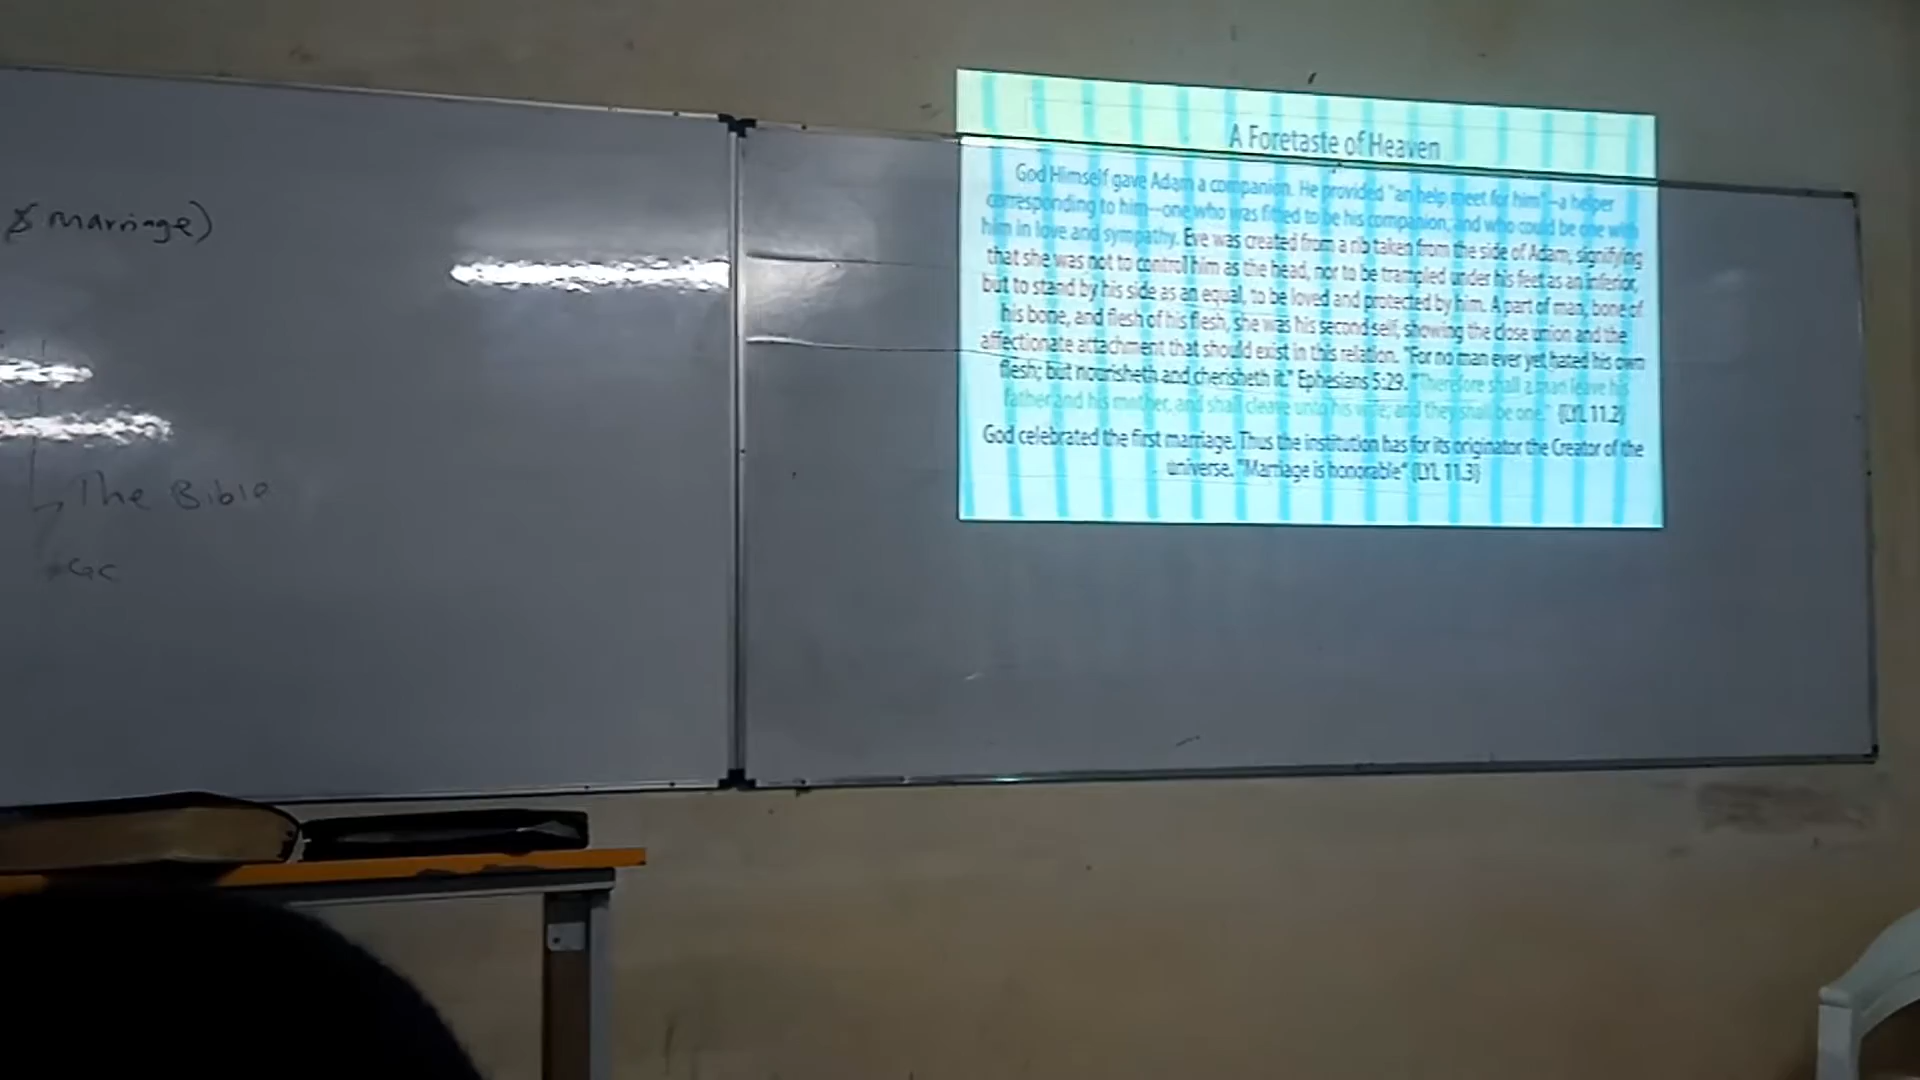 & marriage)
The Bible
*GC
A Foretaste of Heaven
God Himself gave Adam a companion. He provided "an help meet for him"—a helper
corresponding to him—one who was fitted to be his companion, and who could be one with
him in love and sympathy. Eve was created from a rib taken from the side of Adam, signifying
that she was not to control him as the head, nor to be trampled under his feet as an inferior,
but to stand by his side as an equal, to be loved and protected by him. A part of man, bone of
his bone, and flesh of his flesh, she was his second self, showing the close union and the
affectionate attachment that should exist in this relation. "For no man ever yet hated his own
flesh; but nourisheth and cherisheth it." Ephesians 5:29. "Therefore shall a man leave his
father and his mother, and shall cleave unto his wife; and they shall be one." {LYL 11.2}
God celebrated the first marriage. Thus the institution has for its originator the Creator of the
universe. "Marriage is honorable" {LYL 11.3}